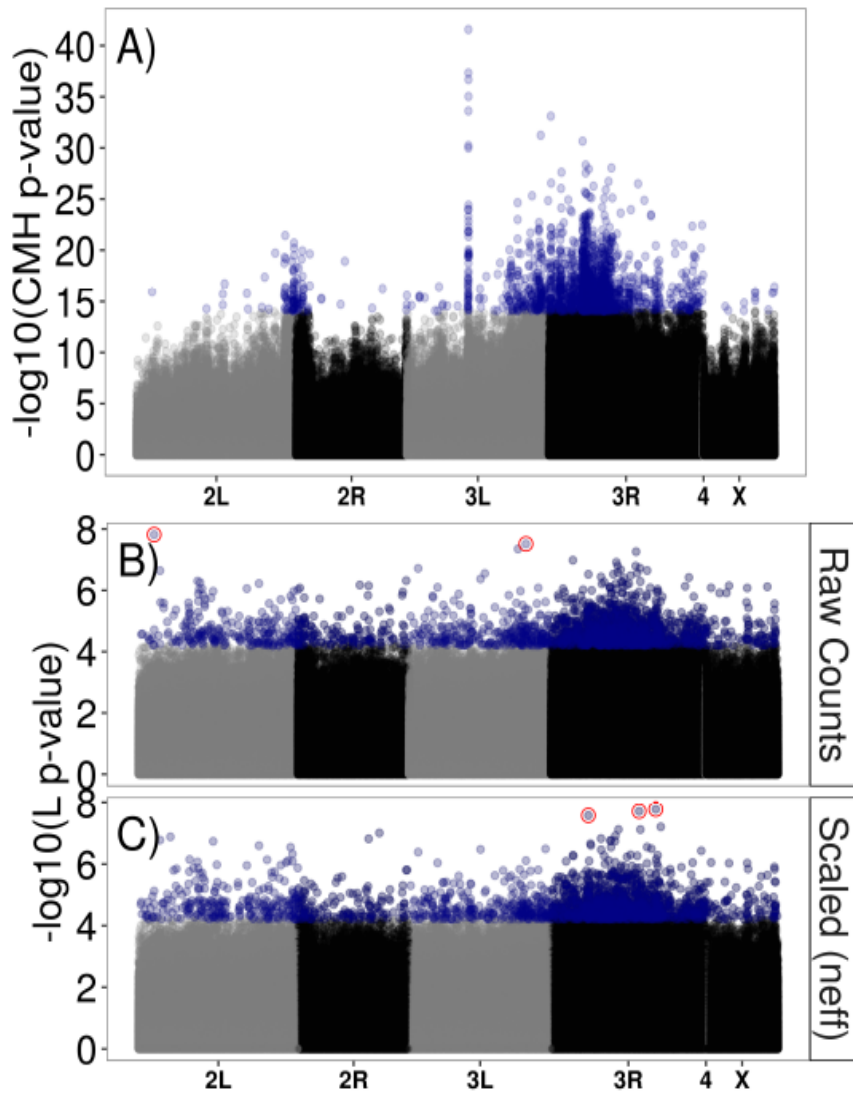 A)
-log10(CMH p-value)
40
35
30
25
20
15
10
5
0
2L 2R 3L 3R 4 X
B)
8
6
4
2
0
Raw Counts
-log10(L p-value)
C)
8
6
4
2
0
Scaled (neff)
2L 2R 3L 3R 4 X